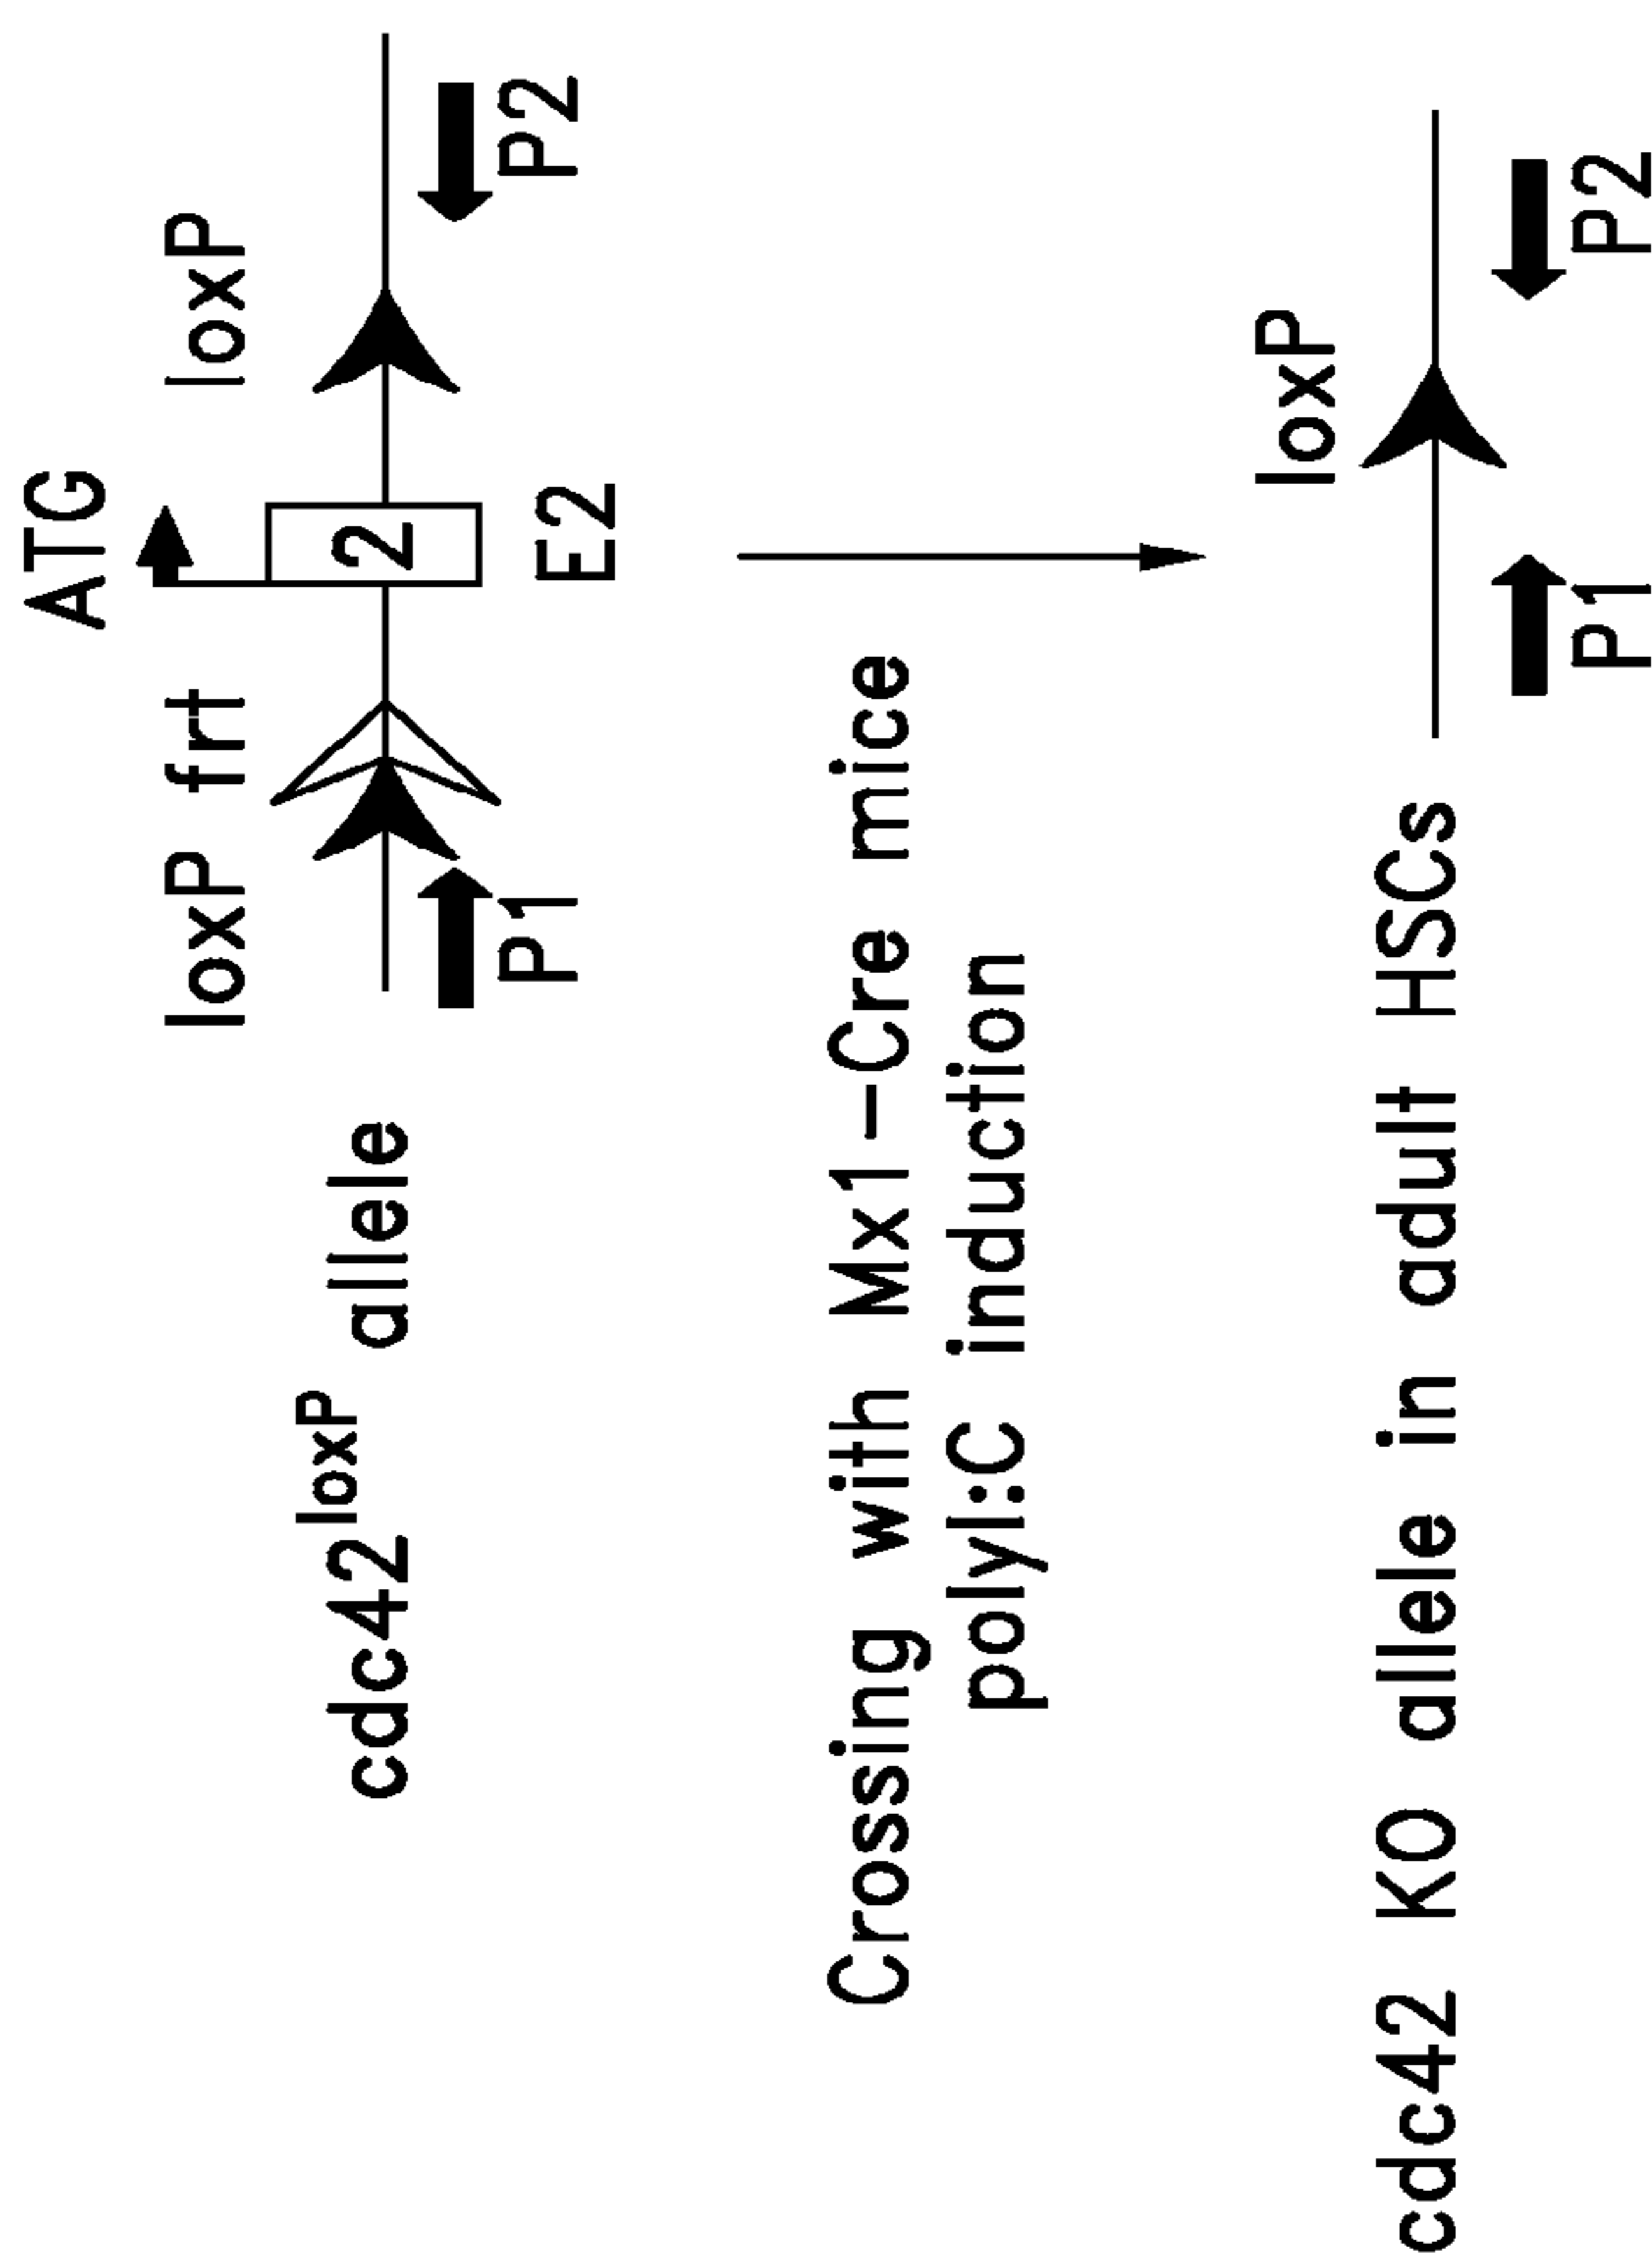 ATG
loxP frt loxP
cdc42loxP allele
2
P1 E2 P2
Crossing with Mx1-Cre mice
polyI:C induction
loxP
cdc42 KO allele in adult HSCs
P1 P2